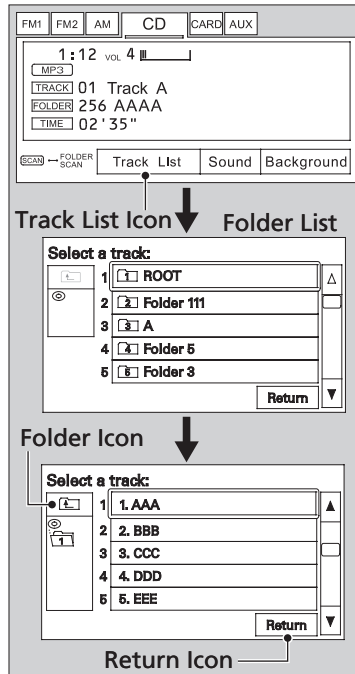 FM1 FM2 AM CD CARD AUX
1:12 VOL 4
MP3
TRACK 01 Track A
FOLDER 256 AAAA
TIME 02'35"
SCAN FOLDER SCAN Track LIst Sound Background
Track List Icon Folder List
Select a track:
1 1 ROOT
2 2 Folder 111
3 3 A
4 4 Folder 5
5 5 Folder 3
Return
Folder Icon
Select a track:
1 1. AAA
1 2 2. BBB
3 3. CCC
4 4. DDD
5 5. EEE
Return
Return Icon